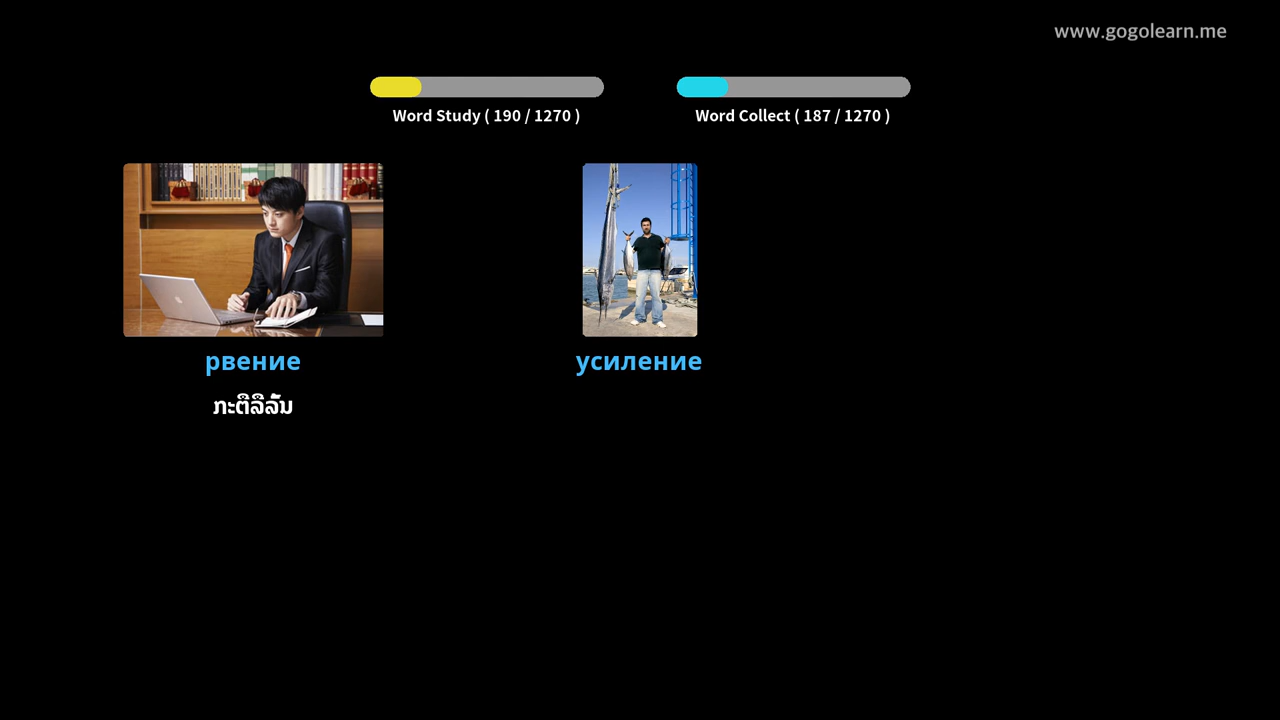 www.gogolearn.me
Word Study ( 190 / 1270 )
Word Collect ( 187 / 1270 )
рвение
усиление
ກະຕືລືລົ້ນ